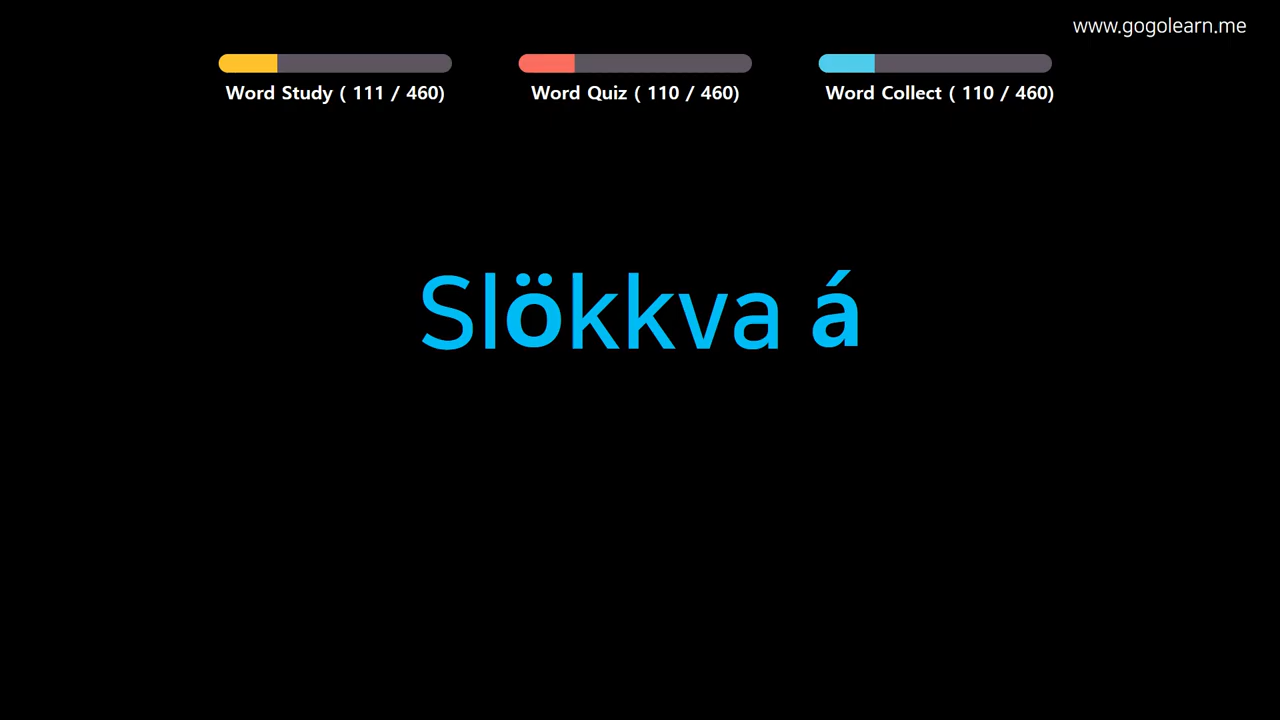 www.gogolearn.me
Word Study ( 111 / 460)
Word Quiz ( 110 / 460)
Word Collect ( 110 / 460)
Slökkva á